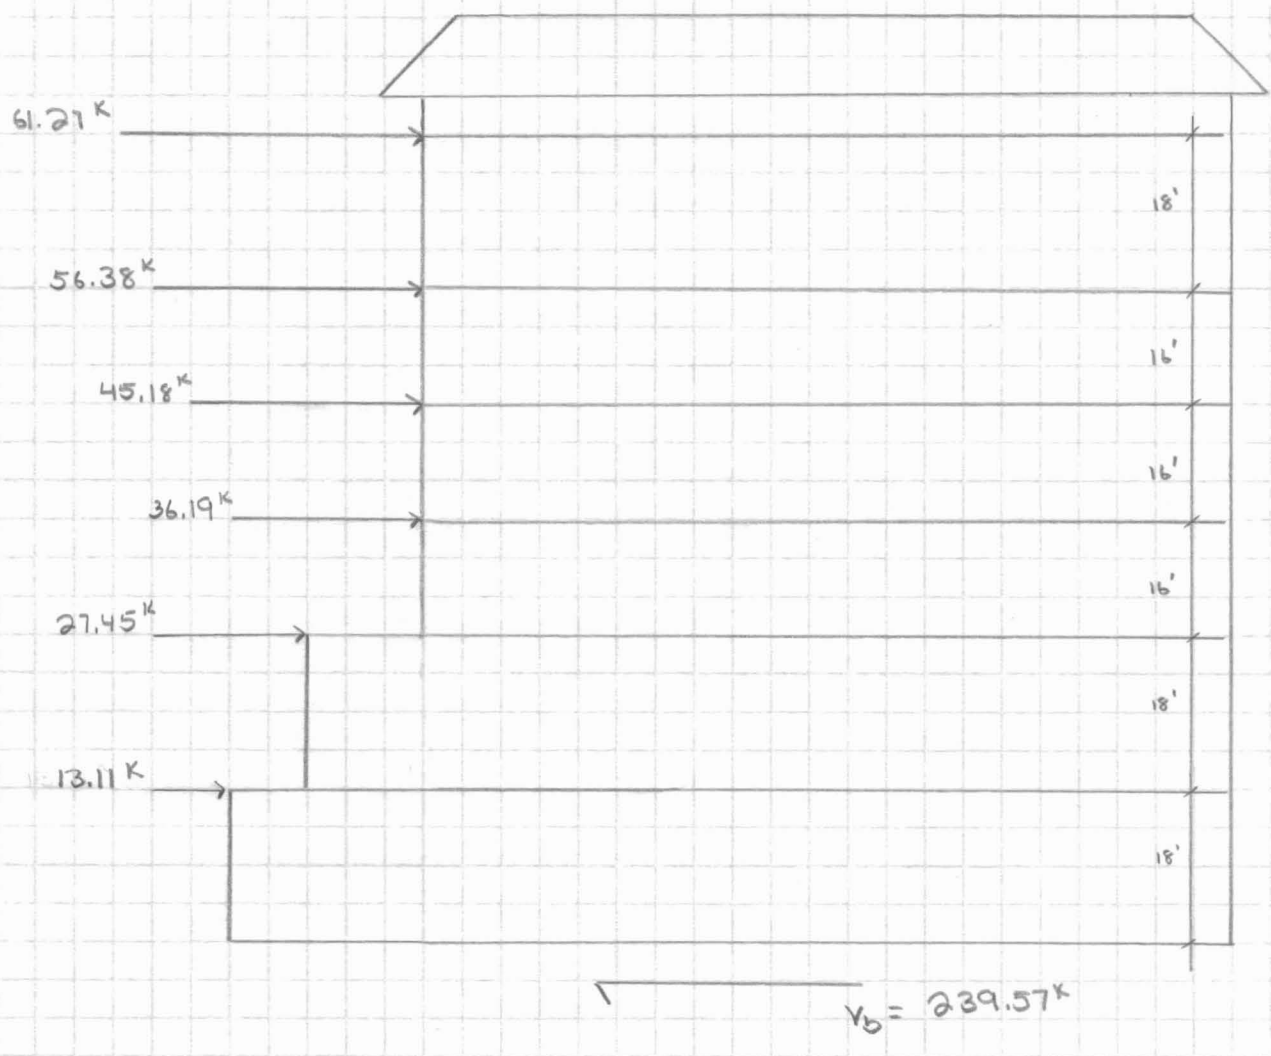 61.27 K
18'
56.38 K
16'
45.18 K
16'
36.19 K
16'
27.45 K
18'
13.11 K
18'
V_b = 239.57 K